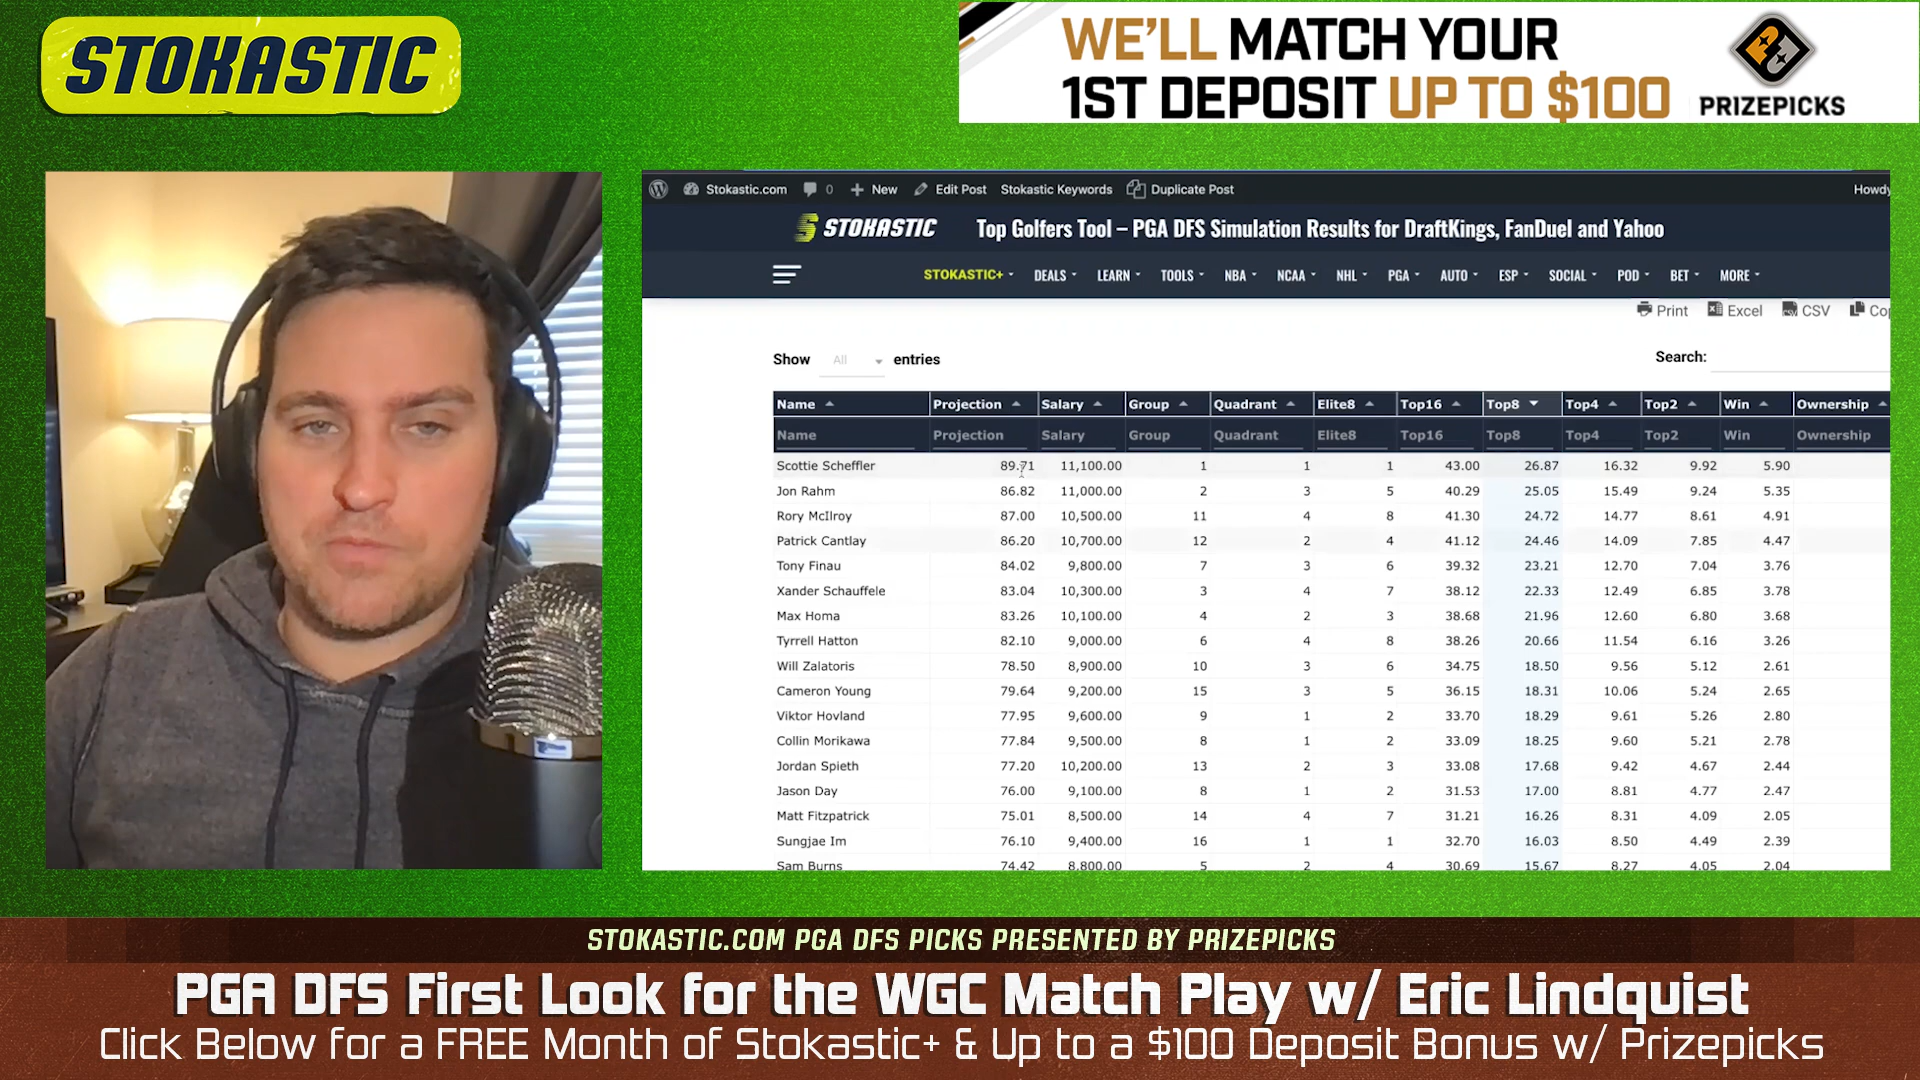 STOKASTIC
WE'LL MATCH YOUR
1ST DEPOSIT UP TO $100
PRIZEPICKS
Stokastic.com 0 New Edit Post Stokastic Keywords Duplicate Post Howdy
STOKASTIC Top Golfers Tool – PGA DFS Simulation Results for DraftKings, FanDuel and Yahoo
STOKASTIC+ DEALS LEARN TOOLS NBA NCAA NHL PGA AUTO ESP SOCIAL POD BET MORE
Print Excel CSV Cop
Show All entries Search:
Name Projection Salary Group Quadrant Elite8 Top16 Top8 Top4 Top2 Win Ownership
Name Projection Salary Group Quadrant Elite8 Top16 Top8 Top4 Top2 Win Ownership
Scottie Scheffler 89.71 11,100.00 1 1 1 43.00 26.87 16.32 9.92 5.90
Jon Rahm 86.82 11,000.00 2 3 5 40.29 25.05 15.49 9.24 5.35
Rory McIlroy 87.00 10,500.00 11 4 8 41.30 24.72 14.77 8.61 4.91
Patrick Cantlay 86.20 10,700.00 12 2 4 41.12 24.46 14.09 7.85 4.47
Tony Finau 84.02 9,800.00 7 3 6 39.32 23.21 12.70 7.04 3.76
Xander Schauffele 83.04 10,300.00 3 4 7 38.12 22.33 12.49 6.85 3.78
Max Homa 83.26 10,100.00 4 2 3 38.68 21.96 12.60 6.80 3.68
Tyrrell Hatton 82.10 9,000.00 6 4 8 38.26 20.66 11.54 6.16 3.26
Will Zalatoris 78.50 8,900.00 10 3 6 34.75 18.50 9.56 5.12 2.61
Cameron Young 79.64 9,200.00 15 3 5 36.15 18.31 10.06 5.24 2.65
Viktor Hovland 77.95 9,600.00 9 1 2 33.70 18.29 9.61 5.26 2.80
Collin Morikawa 77.84 9,500.00 8 1 2 33.09 18.25 9.60 5.21 2.78
Jordan Spieth 77.20 10,200.00 13 2 3 33.08 17.68 9.42 4.67 2.44
Jason Day 76.00 9,100.00 8 1 2 31.53 17.00 8.81 4.77 2.47
Matt Fitzpatrick 75.01 8,500.00 14 4 7 31.21 16.26 8.31 4.09 2.05
Sungjae Im 76.10 9,400.00 16 1 1 32.70 16.03 8.50 4.49 2.39
Sam Burns 74.42 8,800.00 5 2 4 30.69 15.67 8.27 4.05 2.04
STOKASTIC.COM PGA DFS PICKS PRESENTED BY PRIZEPICKS
PGA DFS First Look for the WGC Match Play w/ Eric Lindquist
Click Below for a FREE Month of Stokastic+ & Up to a $100 Deposit Bonus w/ Prizepicks